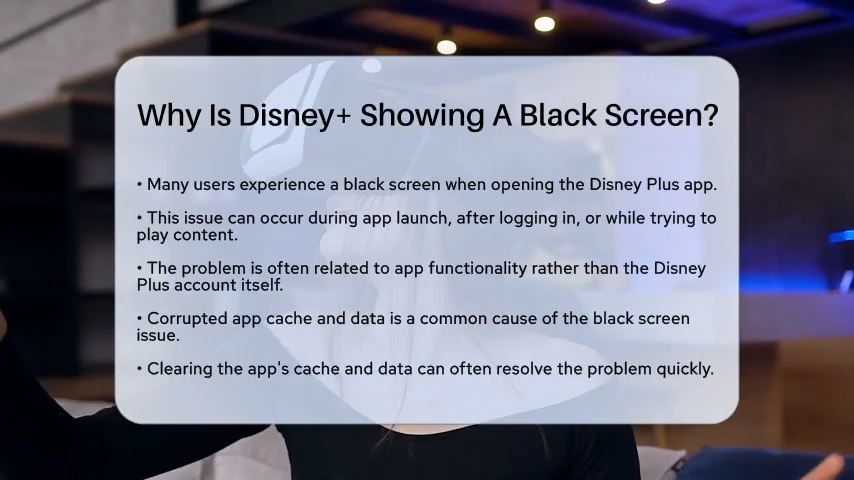 Why Is Disney+ Showing A Black Screen?
• Many users experience a black screen when opening the Disney Plus app.
• This issue can occur during app launch, after logging in, or while trying to
play content.
• The problem is often related to app functionality rather than the Disney
Plus account itself.
• Corrupted app cache and data is a common cause of the black screen
issue.
• Clearing the app's cache and data can often resolve the problem quickly.